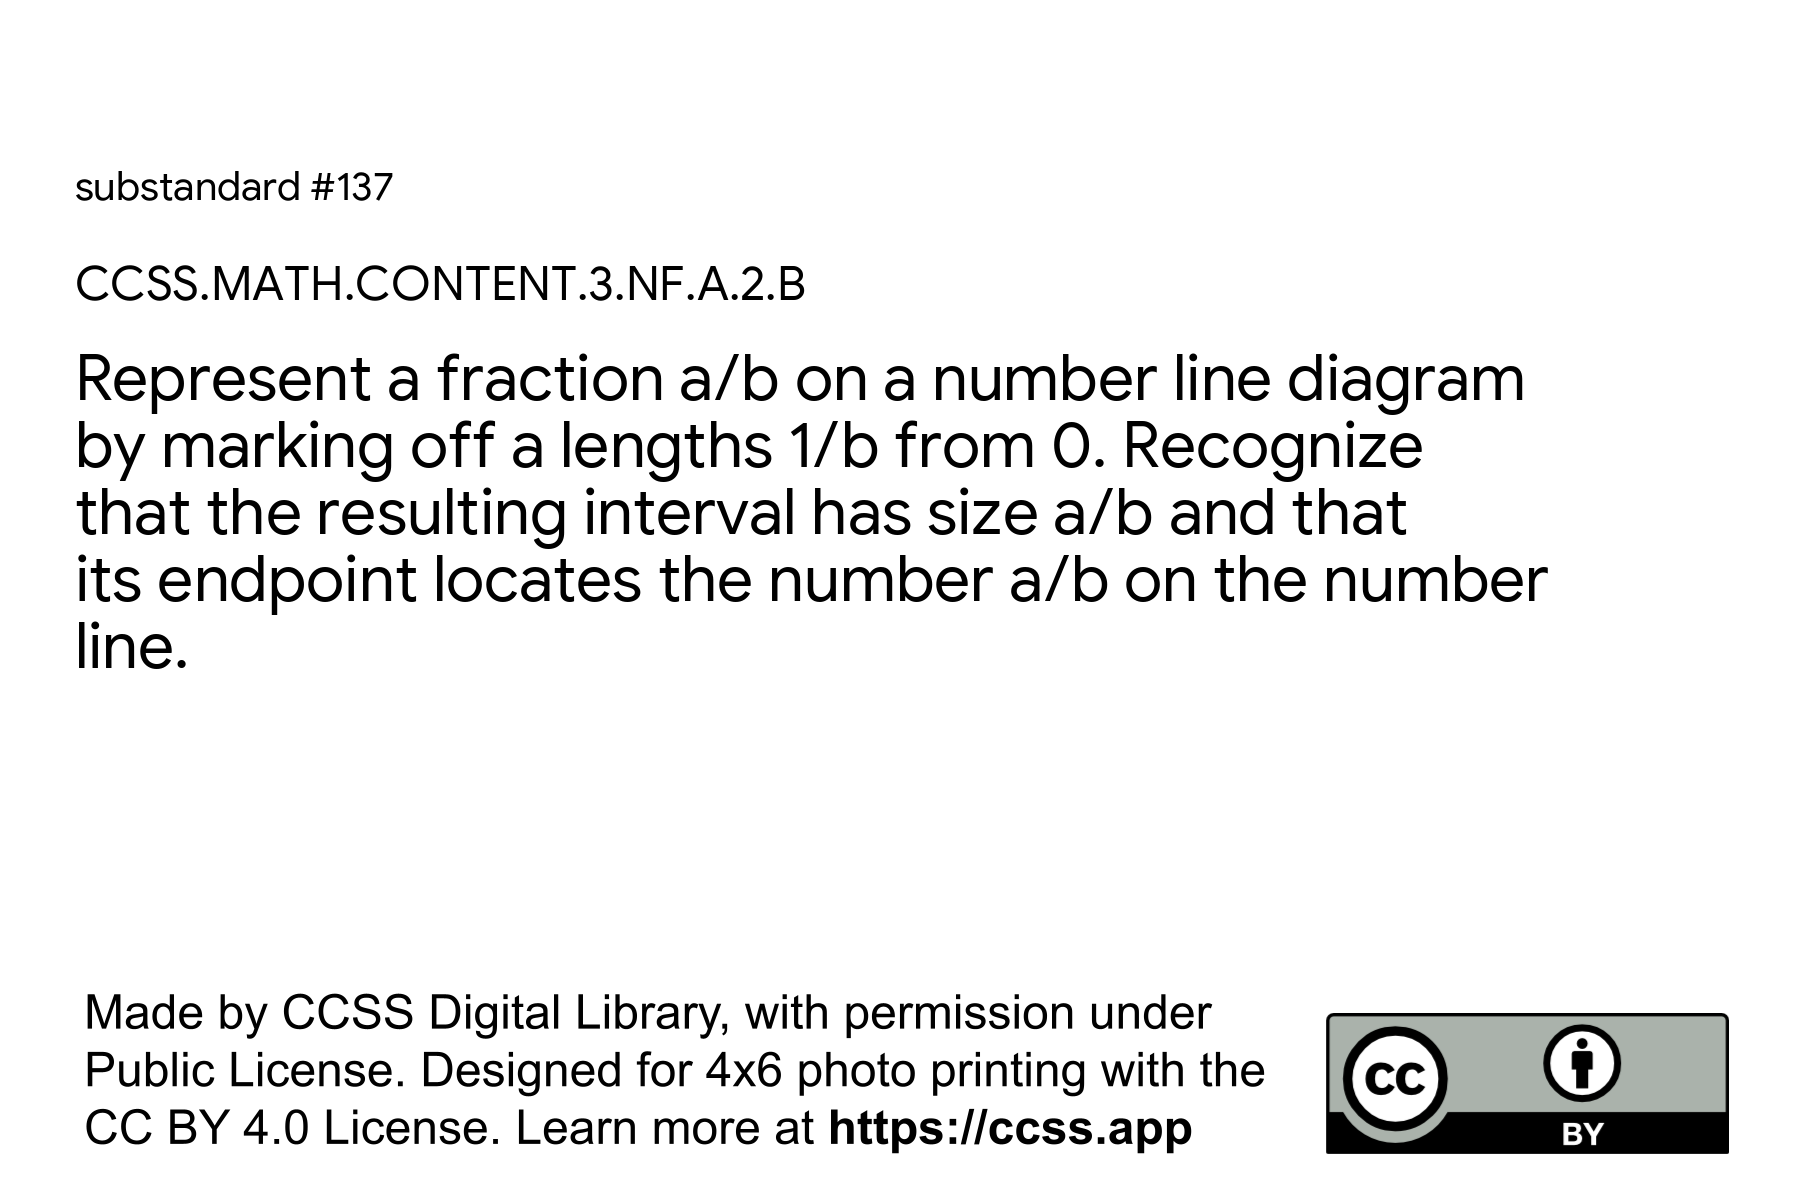 substandard #137
CCSS.MATH.CONTENT.3.NF.A.2.B
Represent a fraction a/b on a number line diagram
by marking off a lengths 1/b from 0. Recognize
that the resulting interval has size a/b and that
its endpoint locates the number a/b on the number
line.
Made by CCSS Digital Library, with permission under
Public License. Designed for 4x6 photo printing with the
CC BY 4.0 License. Learn more at https://ccss.app
CC
BY